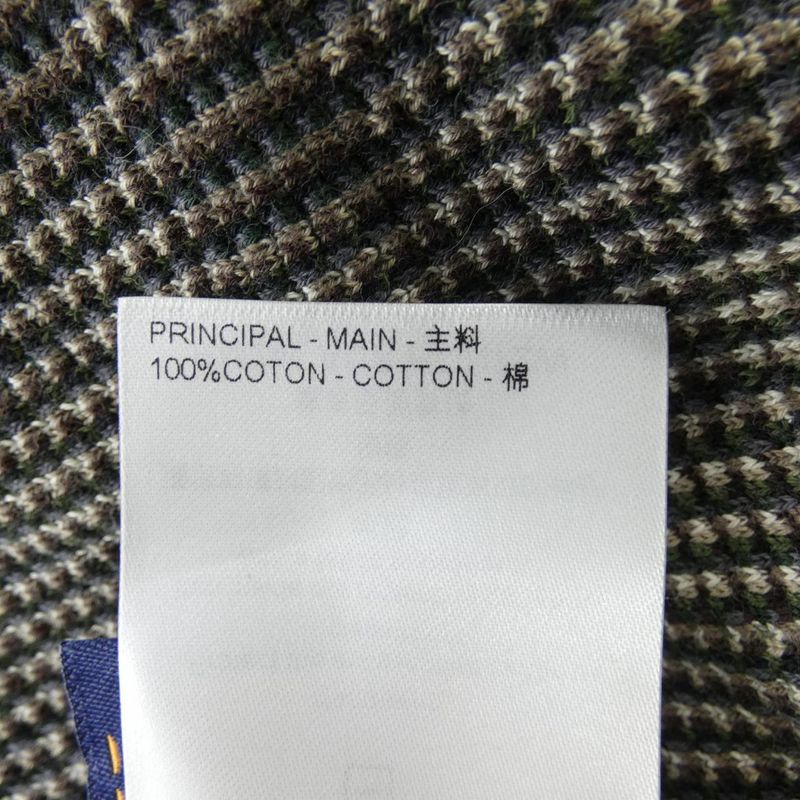 PRINCIPAL - MAIN - 主料
100%COTON - COTTON - 棉